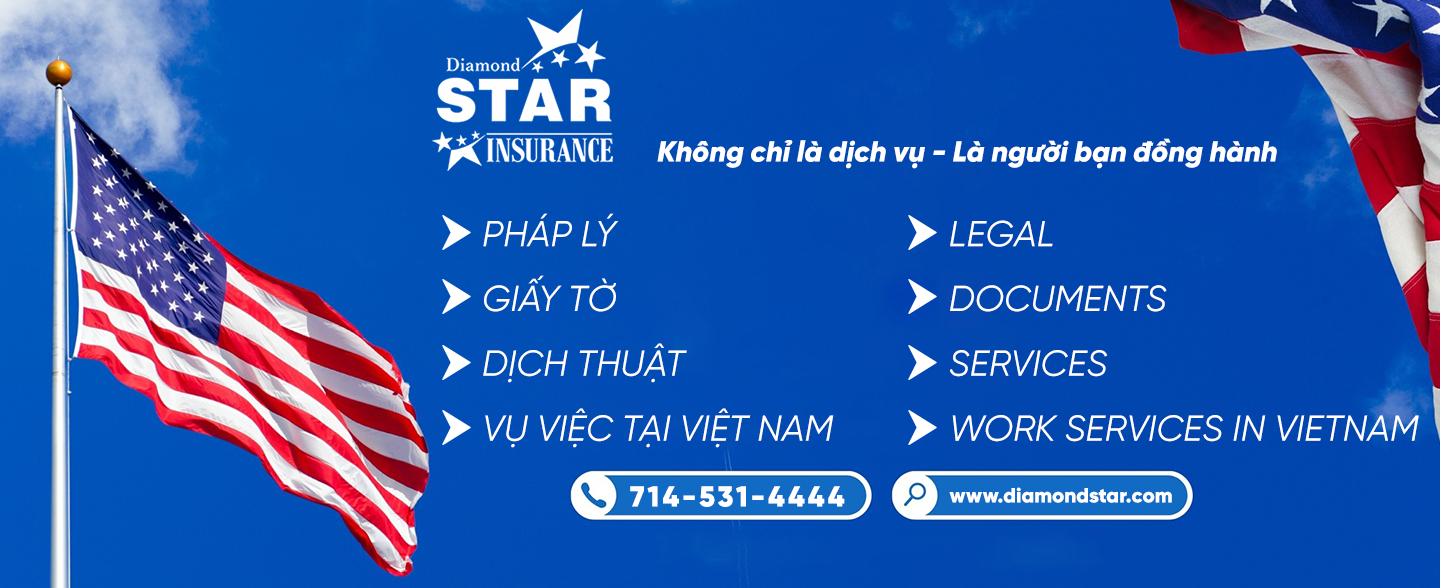 Diamond
STAR
INSURANCE
Không chỉ là dịch vụ - Là người bạn đồng hành
PHÁP LÝ
GIẤY TỜ
DỊCH THUẬT
VỤ VIỆC TẠI VIỆT NAM
LEGAL
DOCUMENTS
SERVICES
WORK SERVICES IN VIETNAM
714-531-4444
www.diamondstar.com